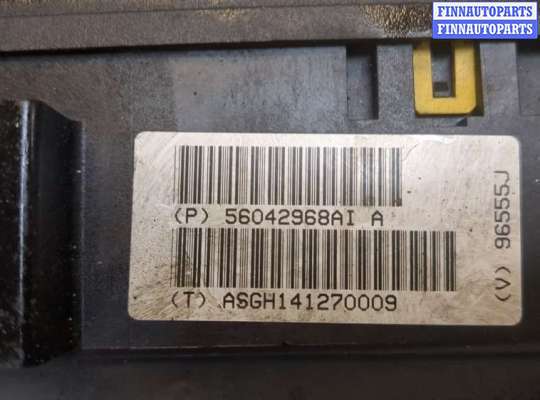 FINNAUTOPARTS
FINNAUTOPARTS
(P) 56042968AI A
(T) ASGH141270009
(V) 96555J